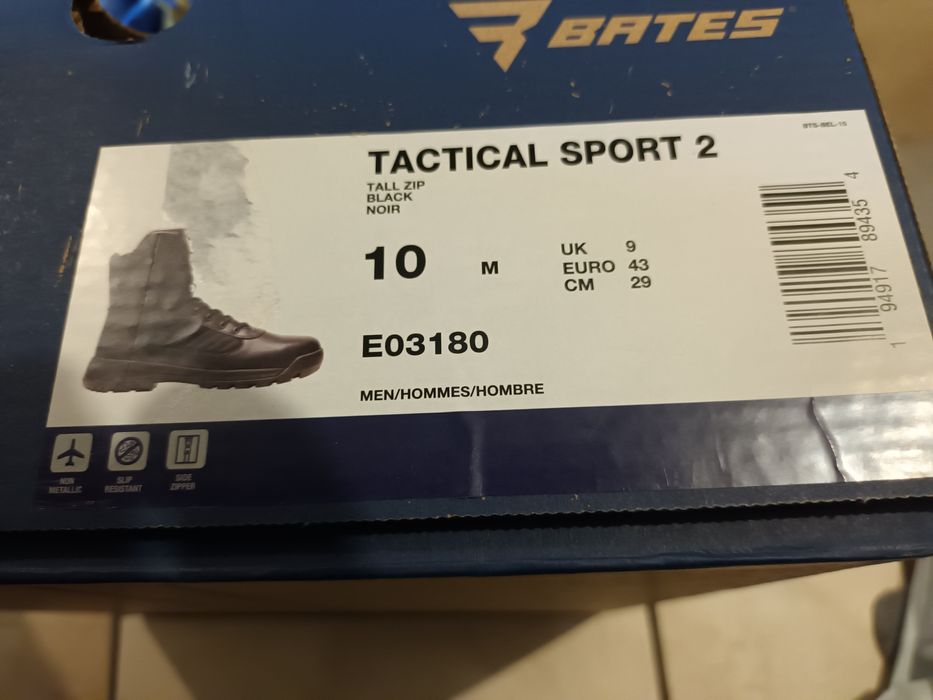 BATES
BTS-BEL-15
TACTICAL SPORT 2
TALL ZIP
BLACK
NOIR
10 M
UK 9
EURO 43
CM 29
E03180
MEN/HOMMES/HOMBRE
1 94917 89435 4
NON
METALLIC
SLIP
RESISTANT
SIDE
ZIPPER